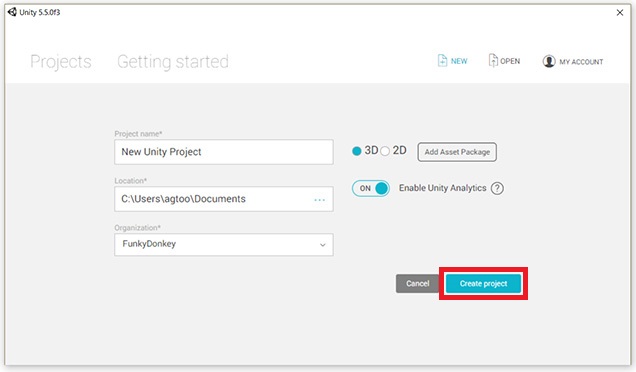 Unity 5.5.0f3
Projects Getting started NEW OPEN MY ACCOUNT
Project name*
New Unity Project 3D 2D Add Asset Package
Location*
C:\Users\agtoo\Documents ... ON Enable Unity Analytics ?
Organization*
FunkyDonkey
Cancel Create project